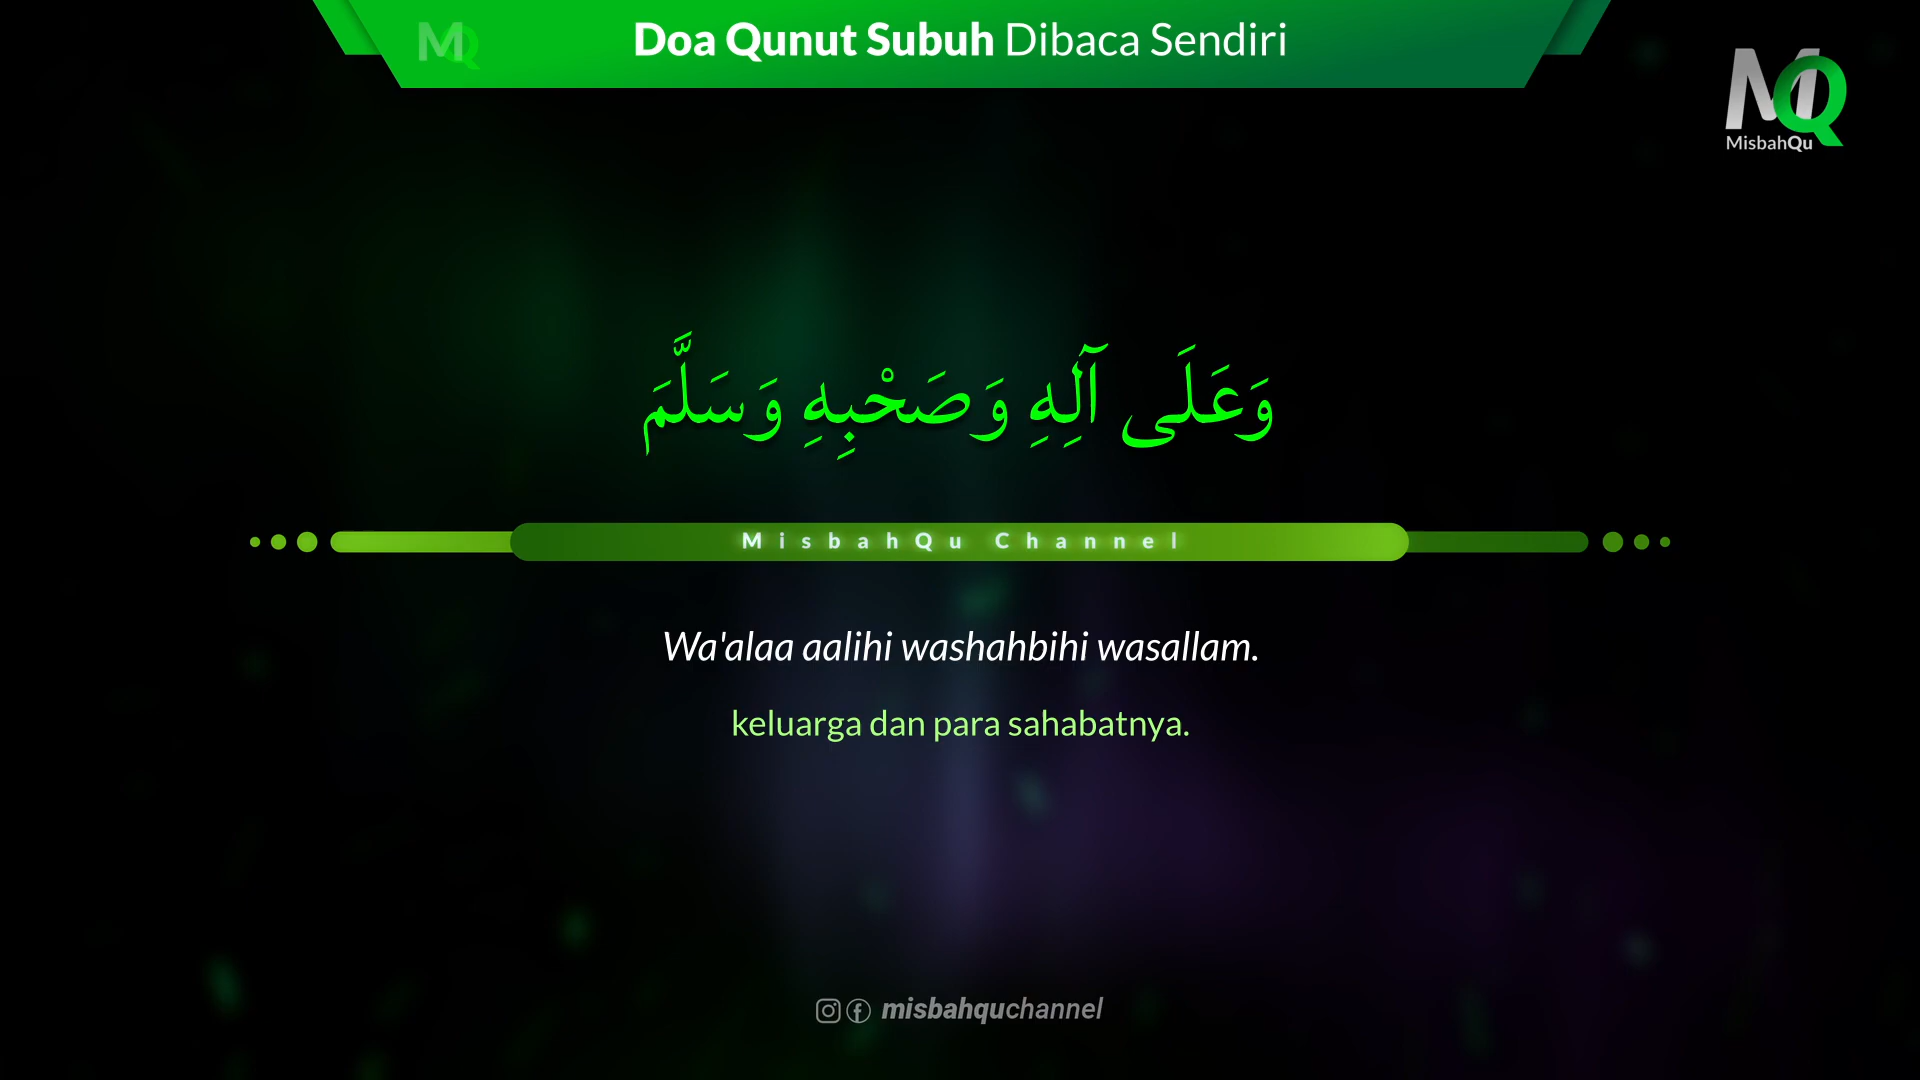 MQ
Doa Qunut Subuh Dibaca Sendiri
MQ
MisbahQu
وَعَلَى آلِهِ وَصَحْبِهِ وَسَلَّمَ
MisbahQu Channel
Wa'alaa aalihi washahbihi wasallam.
keluarga dan para sahabatnya.
misbahquchannel